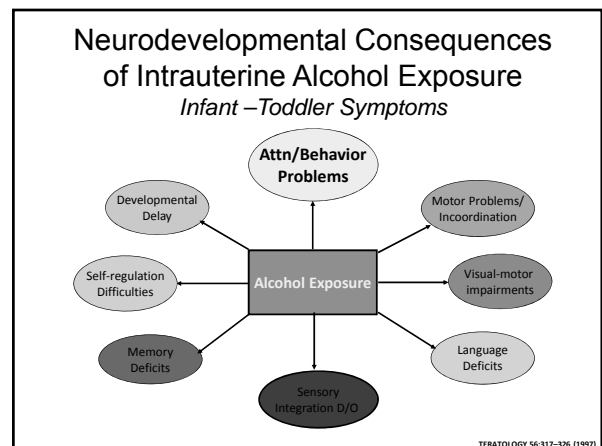 Neurodevelopmental Consequences
of Intrauterine Alcohol Exposure
Infant –Toddler Symptoms
Attn/Behavior
Problems
Developmental
Delay
Motor Problems/
Incoordination
Self-regulation
Difficulties
Alcohol Exposure
Visual-motor
impairments
Memory
Deficits
Language
Deficits
Sensory
Integration D/O
TERATOLOGY 56:317–326 (1997)